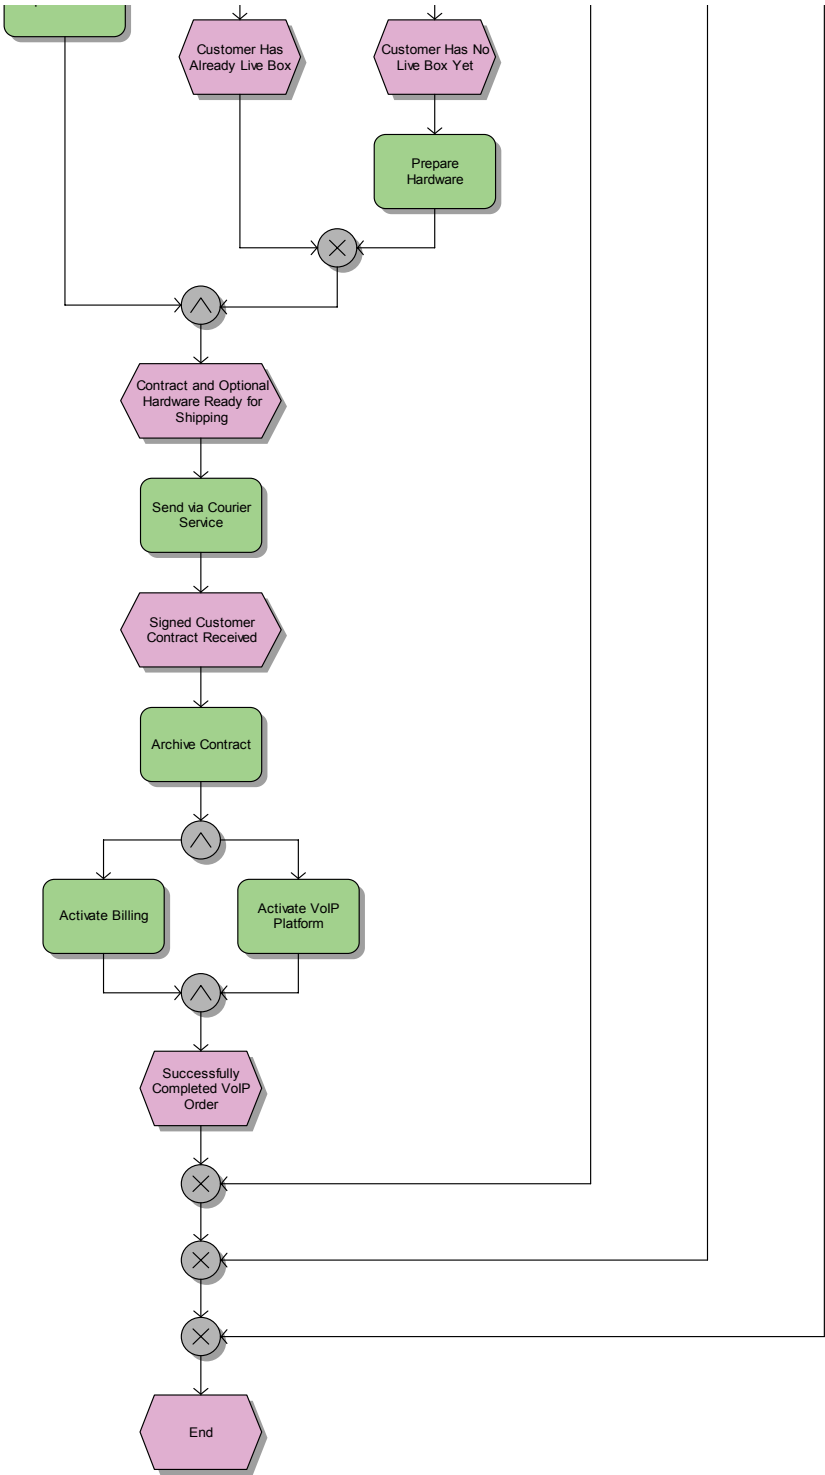 Customer Has
Already Live Box
Customer Has No
Live Box Yet
Prepare
Hardware
Contract and Optional
Hardware Ready for
Shipping
Send via Courier
Service
Signed Customer
Contract Received
Archive Contract
Activate Billing
Activate VoIP
Platform
Successfully
Completed VoIP
Order
End